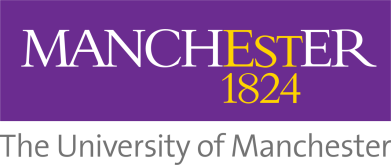 MANCHEstER
1824
The University of Manchester